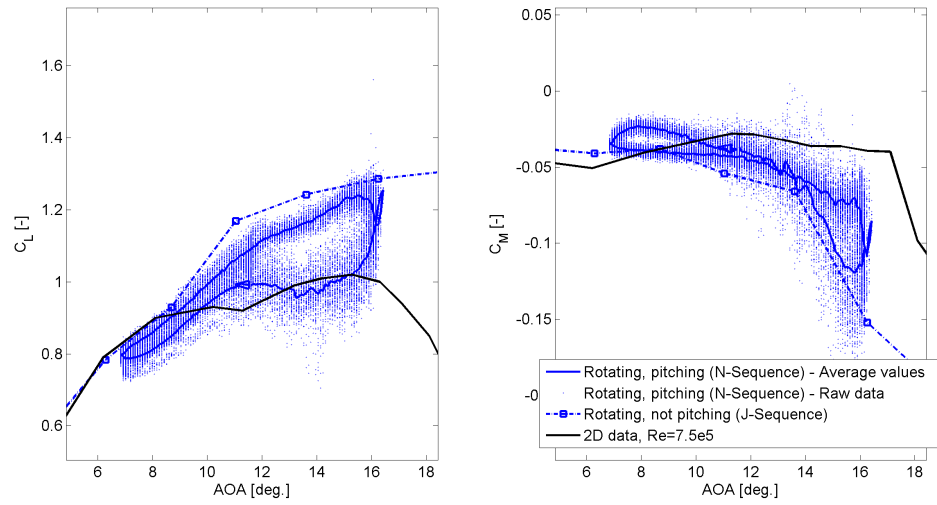 1.6
1.4
1.2
1
0.8
0.6
C_L [-]
6 8 10 12 14 16 18
AOA [deg.]
0.05
0
-0.05
-0.1
-0.15
-0
C_M [-]
Rotating, pitching (N-Sequence) - Average values
Rotating, pitching (N-Sequence) - Raw data
Rotating, not pitching (J-Sequence)
2D data, Re=7.5e5
6 8 10 12 14 16 18
AOA [deg.]